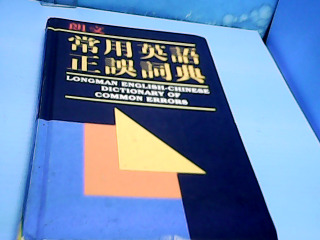 朗文
常用英語
正誤詞典
LONGMAN ENGLISH-CHINESE
DICTIONARY OF
COMMON ERRORS